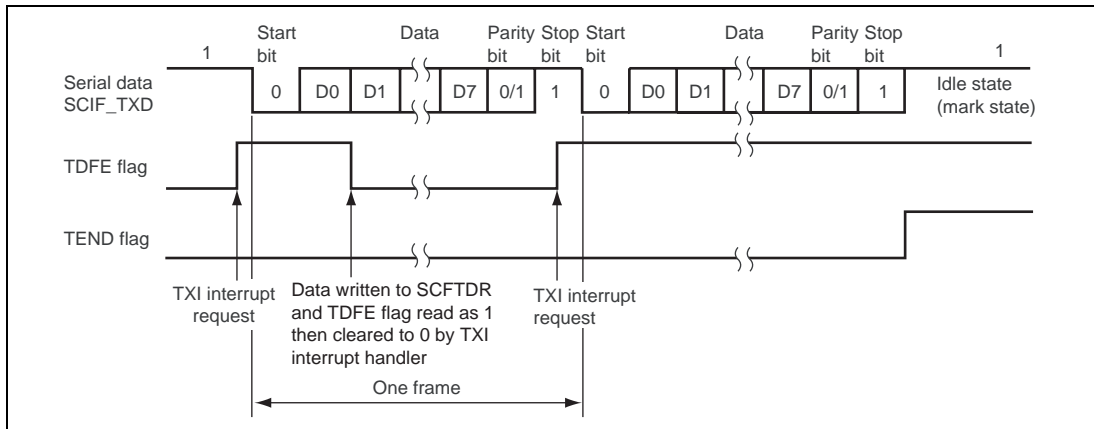 Start bit
Data
Parity bit
Stop bit
Start bit
Data
Parity bit
Stop bit
1
1
Serial data
SCIF_TXD
0
D0
D1
D7
0/1
1
0
D0
D1
D7
0/1
1
Idle state
(mark state)
TDFE flag
TEND flag
TXI interrupt
request
Data written to SCFTDR
and TDFE flag read as 1
then cleared to 0 by TXI
interrupt handler
TXI interrupt
request
One frame